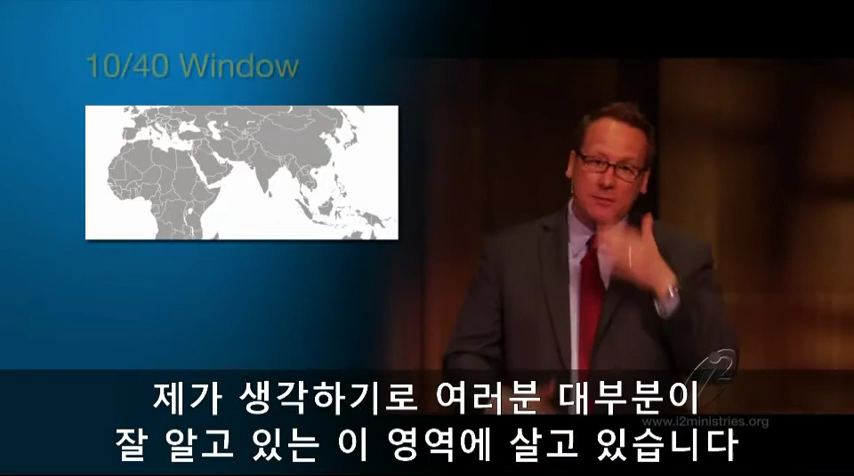 10/40 Window
i2
www.i2ministries.org
제가 생각하기로 여러분 대부분이
잘 알고 있는 이 영역에 살고 있습니다